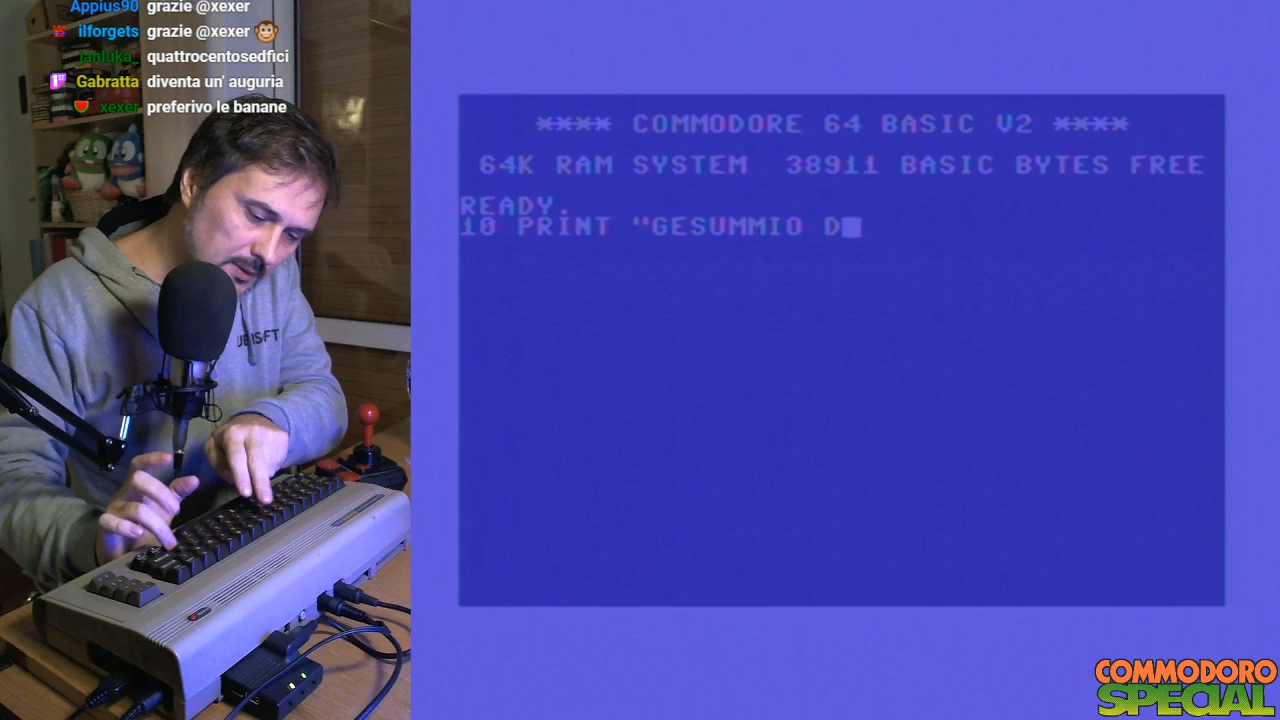 Appius90 grazie @xexer
ilforgets grazie @xexer
janluka_ quattrocentosedfici
Gabratta diventa un' auguria
xexer preferivo le banane
**** COMMODORE 64 BASIC V2 ****
64K RAM SYSTEM 38911 BASIC BYTES FREE
READY.
10 PRINT "GESUMMIO D
COMMODORO
SPECIAL